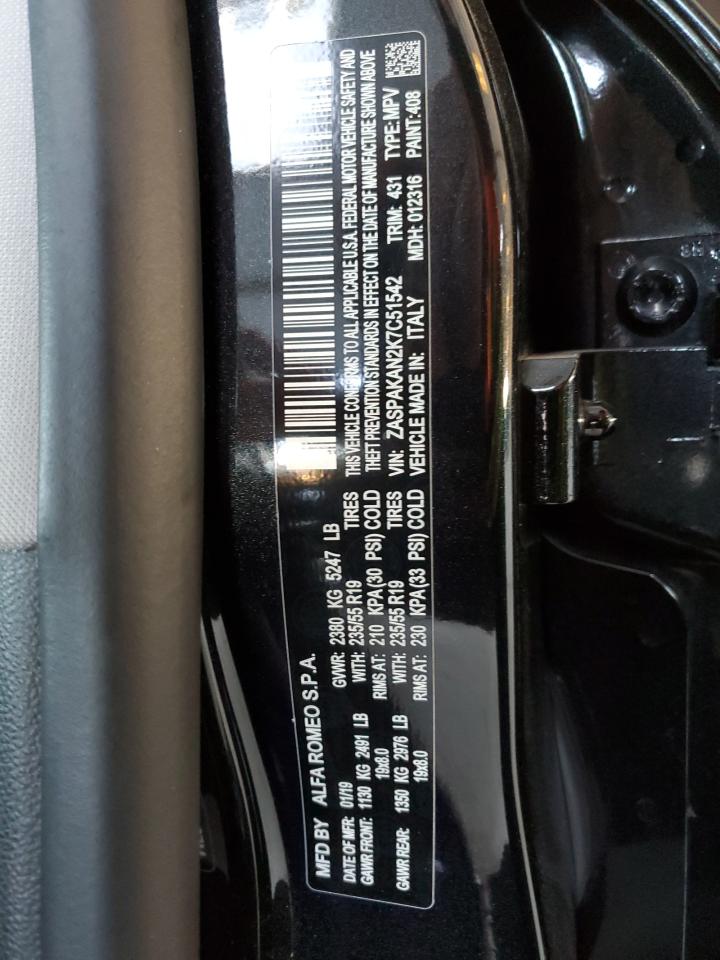 MFD BY ALFA ROMEO S.P.A.
DATE OF MFR: 01/19 GVWR: 2380 KG 5247 LB
GAWR FRONT: 1130 KG 2491 LB WITH: 235/55 R19 TIRES
19x8.0 RIMS AT: 210 KPA(30 PSI) COLD
GAWR REAR: 1350 KG 2976 LB WITH: 235/55 R19 TIRES
19x8.0 RIMS AT: 230 KPA(33 PSI) COLD
THIS VEHICLE CONFORMS TO ALL APPLICABLE U.S.A. FEDERAL MOTOR VEHICLE SAFETY AND
THEFT PREVENTION STANDARDS IN EFFECT ON THE DATE OF MANUFACTURE SHOWN ABOVE
VIN: ZASPAKAN2K7C51542 TRIM: 431 TYPE: MPV
VEHICLE MADE IN: ITALY MDH: 012316 PAINT: 408